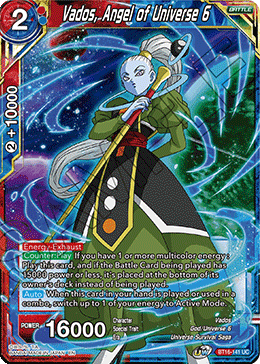 2
Vados, Angel of Universe 6
BATTLE
+10000
Energy-Exhaust
Counter:Play If you have 1 or more multicolor energy:
Play this card, and if the Battle Card being played has
15000 power or less, it's placed at the bottom of its
owner's deck instead of being played.
Auto When this card in your hand is played or used in a
combo, switch up to 1 of your energy to Active Mode.
POWER 16000
Character Vados
Special Trait God/Universe 6
Era Universe Survival Saga
BT16-141 UC